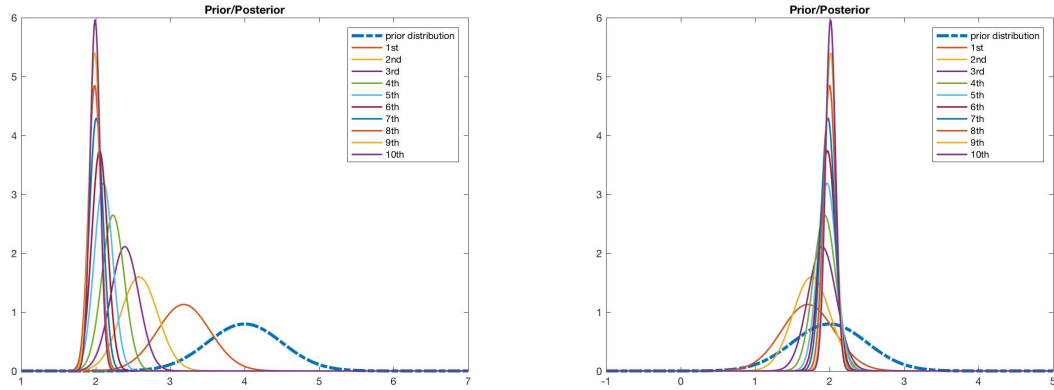 Prior/Posterior
6
5
4
3
2
1
0
1 2 3 4 5 6 7
prior distribution
1st
2nd
3rd
4th
5th
6th
7th
8th
9th
10th
Prior/Posterior
6
5
4
3
2
1
0
-1 0 1 2 3 4 5
prior distribution
1st
2nd
3rd
4th
5th
6th
7th
8th
9th
10th